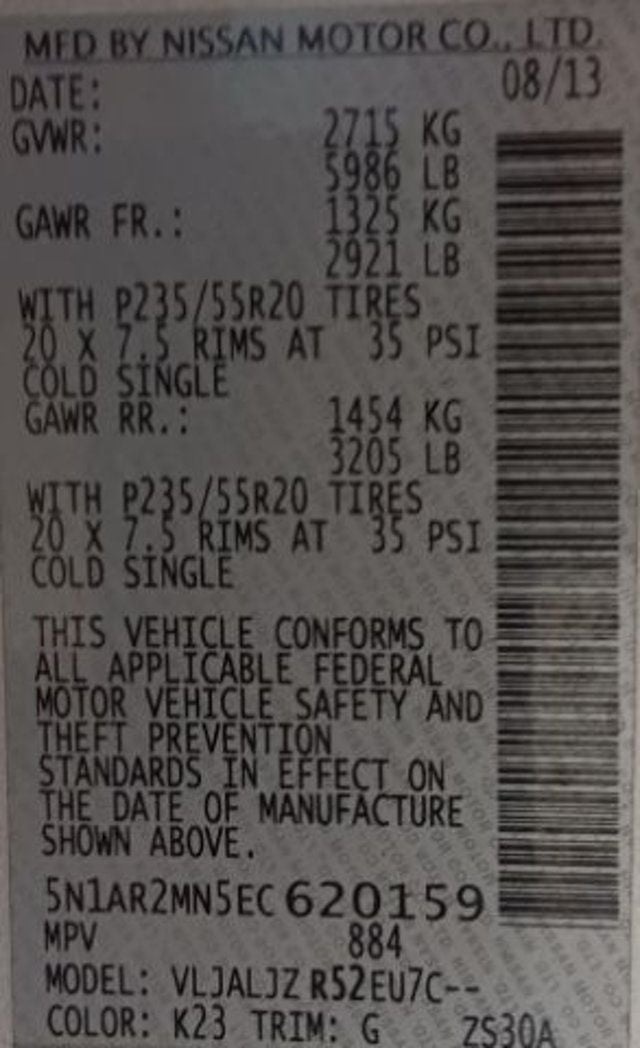 MFD BY NISSAN MOTOR CO., LTD.
DATE: 08/13
GVWR: 2715 KG
5986 LB
GAWR FR.: 1325 KG
2921 LB
WITH P235/55R20 TIRES
20 X 7.5 RIMS AT 35 PSI
COLD SINGLE
GAWR RR.: 1454 KG
3205 LB
WITH P235/55R20 TIRES
20 X 7.5 RIMS AT 35 PSI
COLD SINGLE
THIS VEHICLE CONFORMS TO
ALL APPLICABLE FEDERAL
MOTOR VEHICLE SAFETY AND
THEFT PREVENTION
STANDARDS IN EFFECT ON
THE DATE OF MANUFACTURE
SHOWN ABOVE.
5N1AR2MN5EC620159
MPV 884
MODEL: VLJALJZ R52EU7C--
COLOR: K23 TRIM: G ZS30A